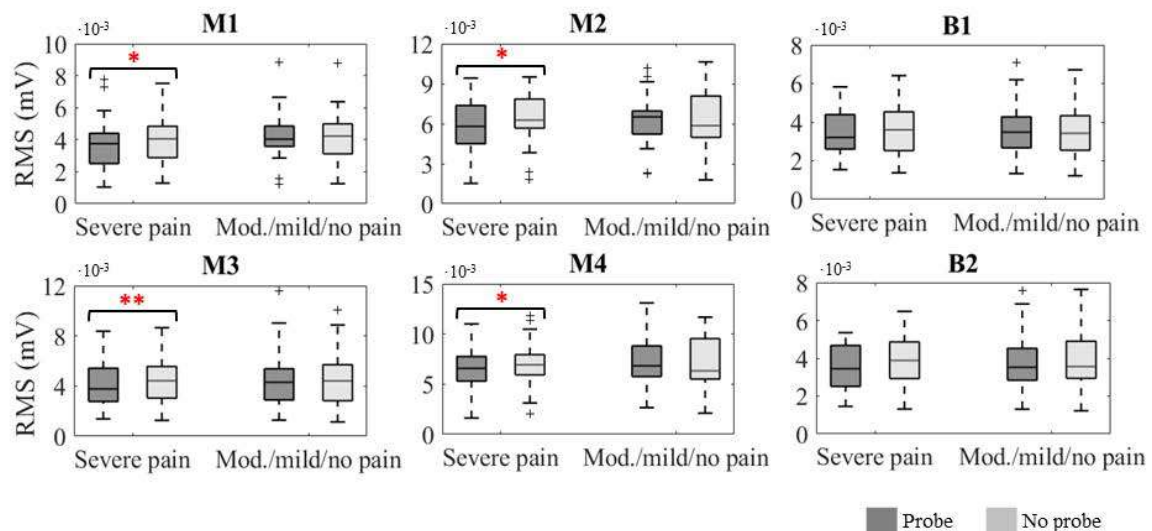 M1
·10-3
RMS (mV)
10
8
6
4
2
0
*
Severe pain
Mod./mild/no pain
M2
·10-3
12
9
6
3
0
*
Severe pain
Mod./mild/no pain
B1
·10-3
8
6
4
2
0
Severe pain
Mod./mild/no pain
M3
·10-3
RMS (mV)
12
8
4
0
**
Severe pain
Mod./mild/no pain
M4
·10-3
15
10
5
0
*
Severe pain
Mod./mild/no pain
B2
·10-3
8
6
4
2
0
Severe pain
Mod./mild/no pain
Probe
No probe